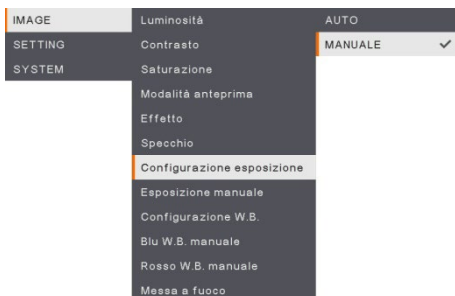 IMAGE
SETTING
SYSTEM
Luminosità
Contrasto
Saturazione
Modalità anteprima
Effetto
Specchio
Configurazione esposizione
Esposizione manuale
Configurazione W.B.
Blu W.B. manuale
Rosso W.B. manuale
Messa a fuoco
AUTO
MANUALE